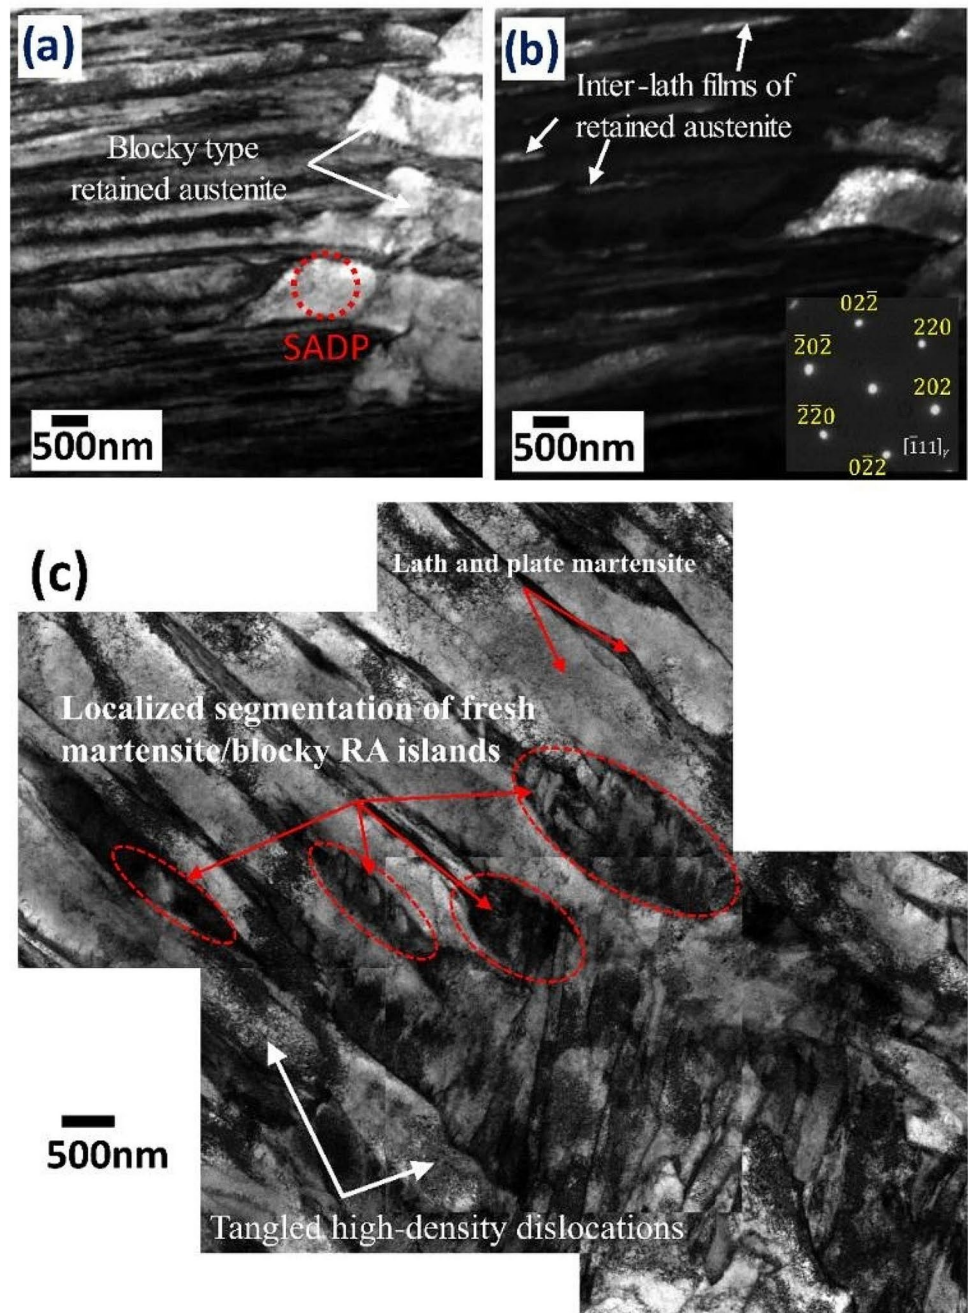 (a)
Blocky type
retained austenite
SADP
500nm
(b)
Inter-lath films of
retained austenite
02̅2̅
220
2̅02̅
202
2̅2̅0
[1̅11]γ
02̅2
500nm
(c)
Lath and plate martensite
Localized segmentation of fresh
martensite/blocky RA islands
500nm
Tangled high-density dislocations